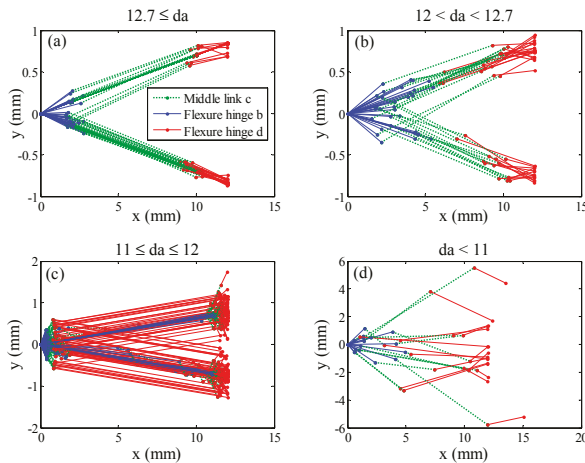 12.7 ≤ da
12 < da < 12.7
(a)
(b)
1
0.5
0
-0.5
-1
y (mm)
Middle link c
Flexure hinge b
Flexure hinge d
0 5 10 15
x (mm)
1
0.5
0
-0.5
-1
y (mm)
0 5 10 15
x (mm)
11 ≤ da ≤ 12
da < 11
(c)
(d)
2
1
0
-1
-2
y (mm)
0 5 10 15
x (mm)
6
4
2
0
-2
-4
-6
y (mm)
0 5 10 15 20
x (mm)